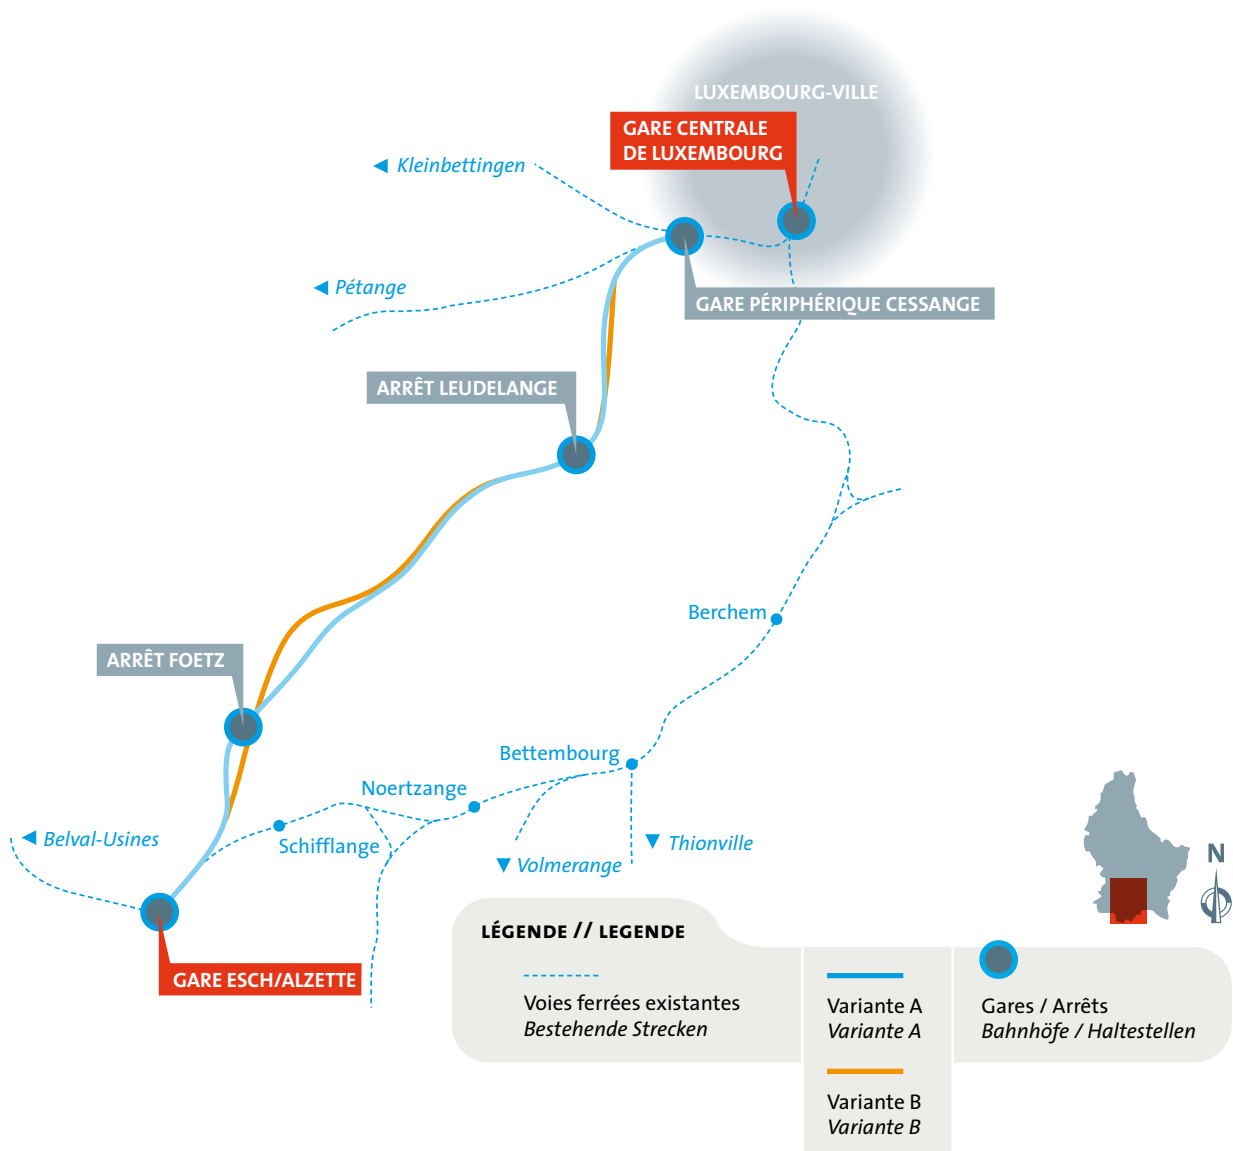 LUXEMBOURG-VILLE
GARE CENTRALE
DE LUXEMBOURG
Kleinbettingen
Pétange
GARE PÉRIPHÉRIQUE CESSANGE
ARRÊT LEUDELANGE
Berchem
ARRÊT FOETZ
Bettembourg
Noertzange
Belval-Usines
Schifflange
Thionville
Volmerange
N
GARE ESCH/ALZETTE
LÉGENDE // LEGENDE
Voies ferrées existantes
Bestehende Strecken
Variante A
Variante A
Variante B
Variante B
Gares / Arrêts
Bahnhöfe / Haltestellen